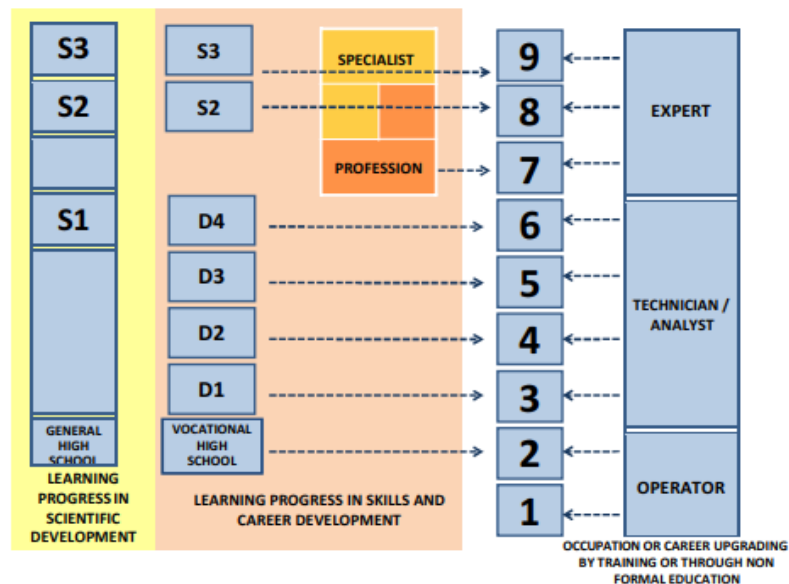 S3
S2
S1
GENERAL
HIGH
SCHOOL
LEARNING
PROGRESS IN
SCIENTIFIC
DEVELOPMENT
S3
S2
D4
D3
D2
D1
VOCATIONAL
HIGH
SCHOOL
LEARNING PROGRESS IN SKILLS AND
CAREER DEVELOPMENT
SPECIALIST
PROFESSION
9
8
7
6
5
4
3
2
1
EXPERT
TECHNICIAN /
ANALYST
OPERATOR
OCCUPATION OR CAREER UPGRADING
BY TRAINING OR THROUGH NON
FORMAL EDUCATION